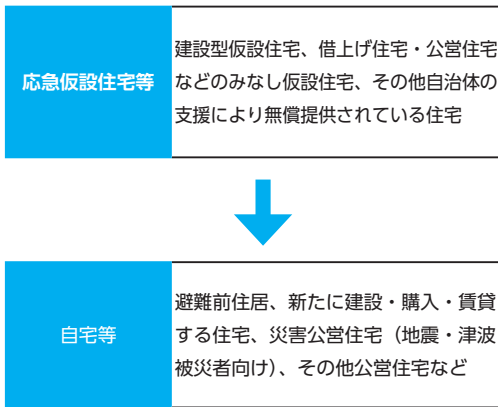 応急仮設住宅等
建設型仮設住宅、借上げ住宅・公営住宅
などのみなし仮設住宅、その他自治体の
支援により無償提供されている住宅
自宅等
避難前住居、新たに建設・購入・賃貸
する住宅、災害公営住宅（地震・津波
被災者向け）、その他公営住宅など